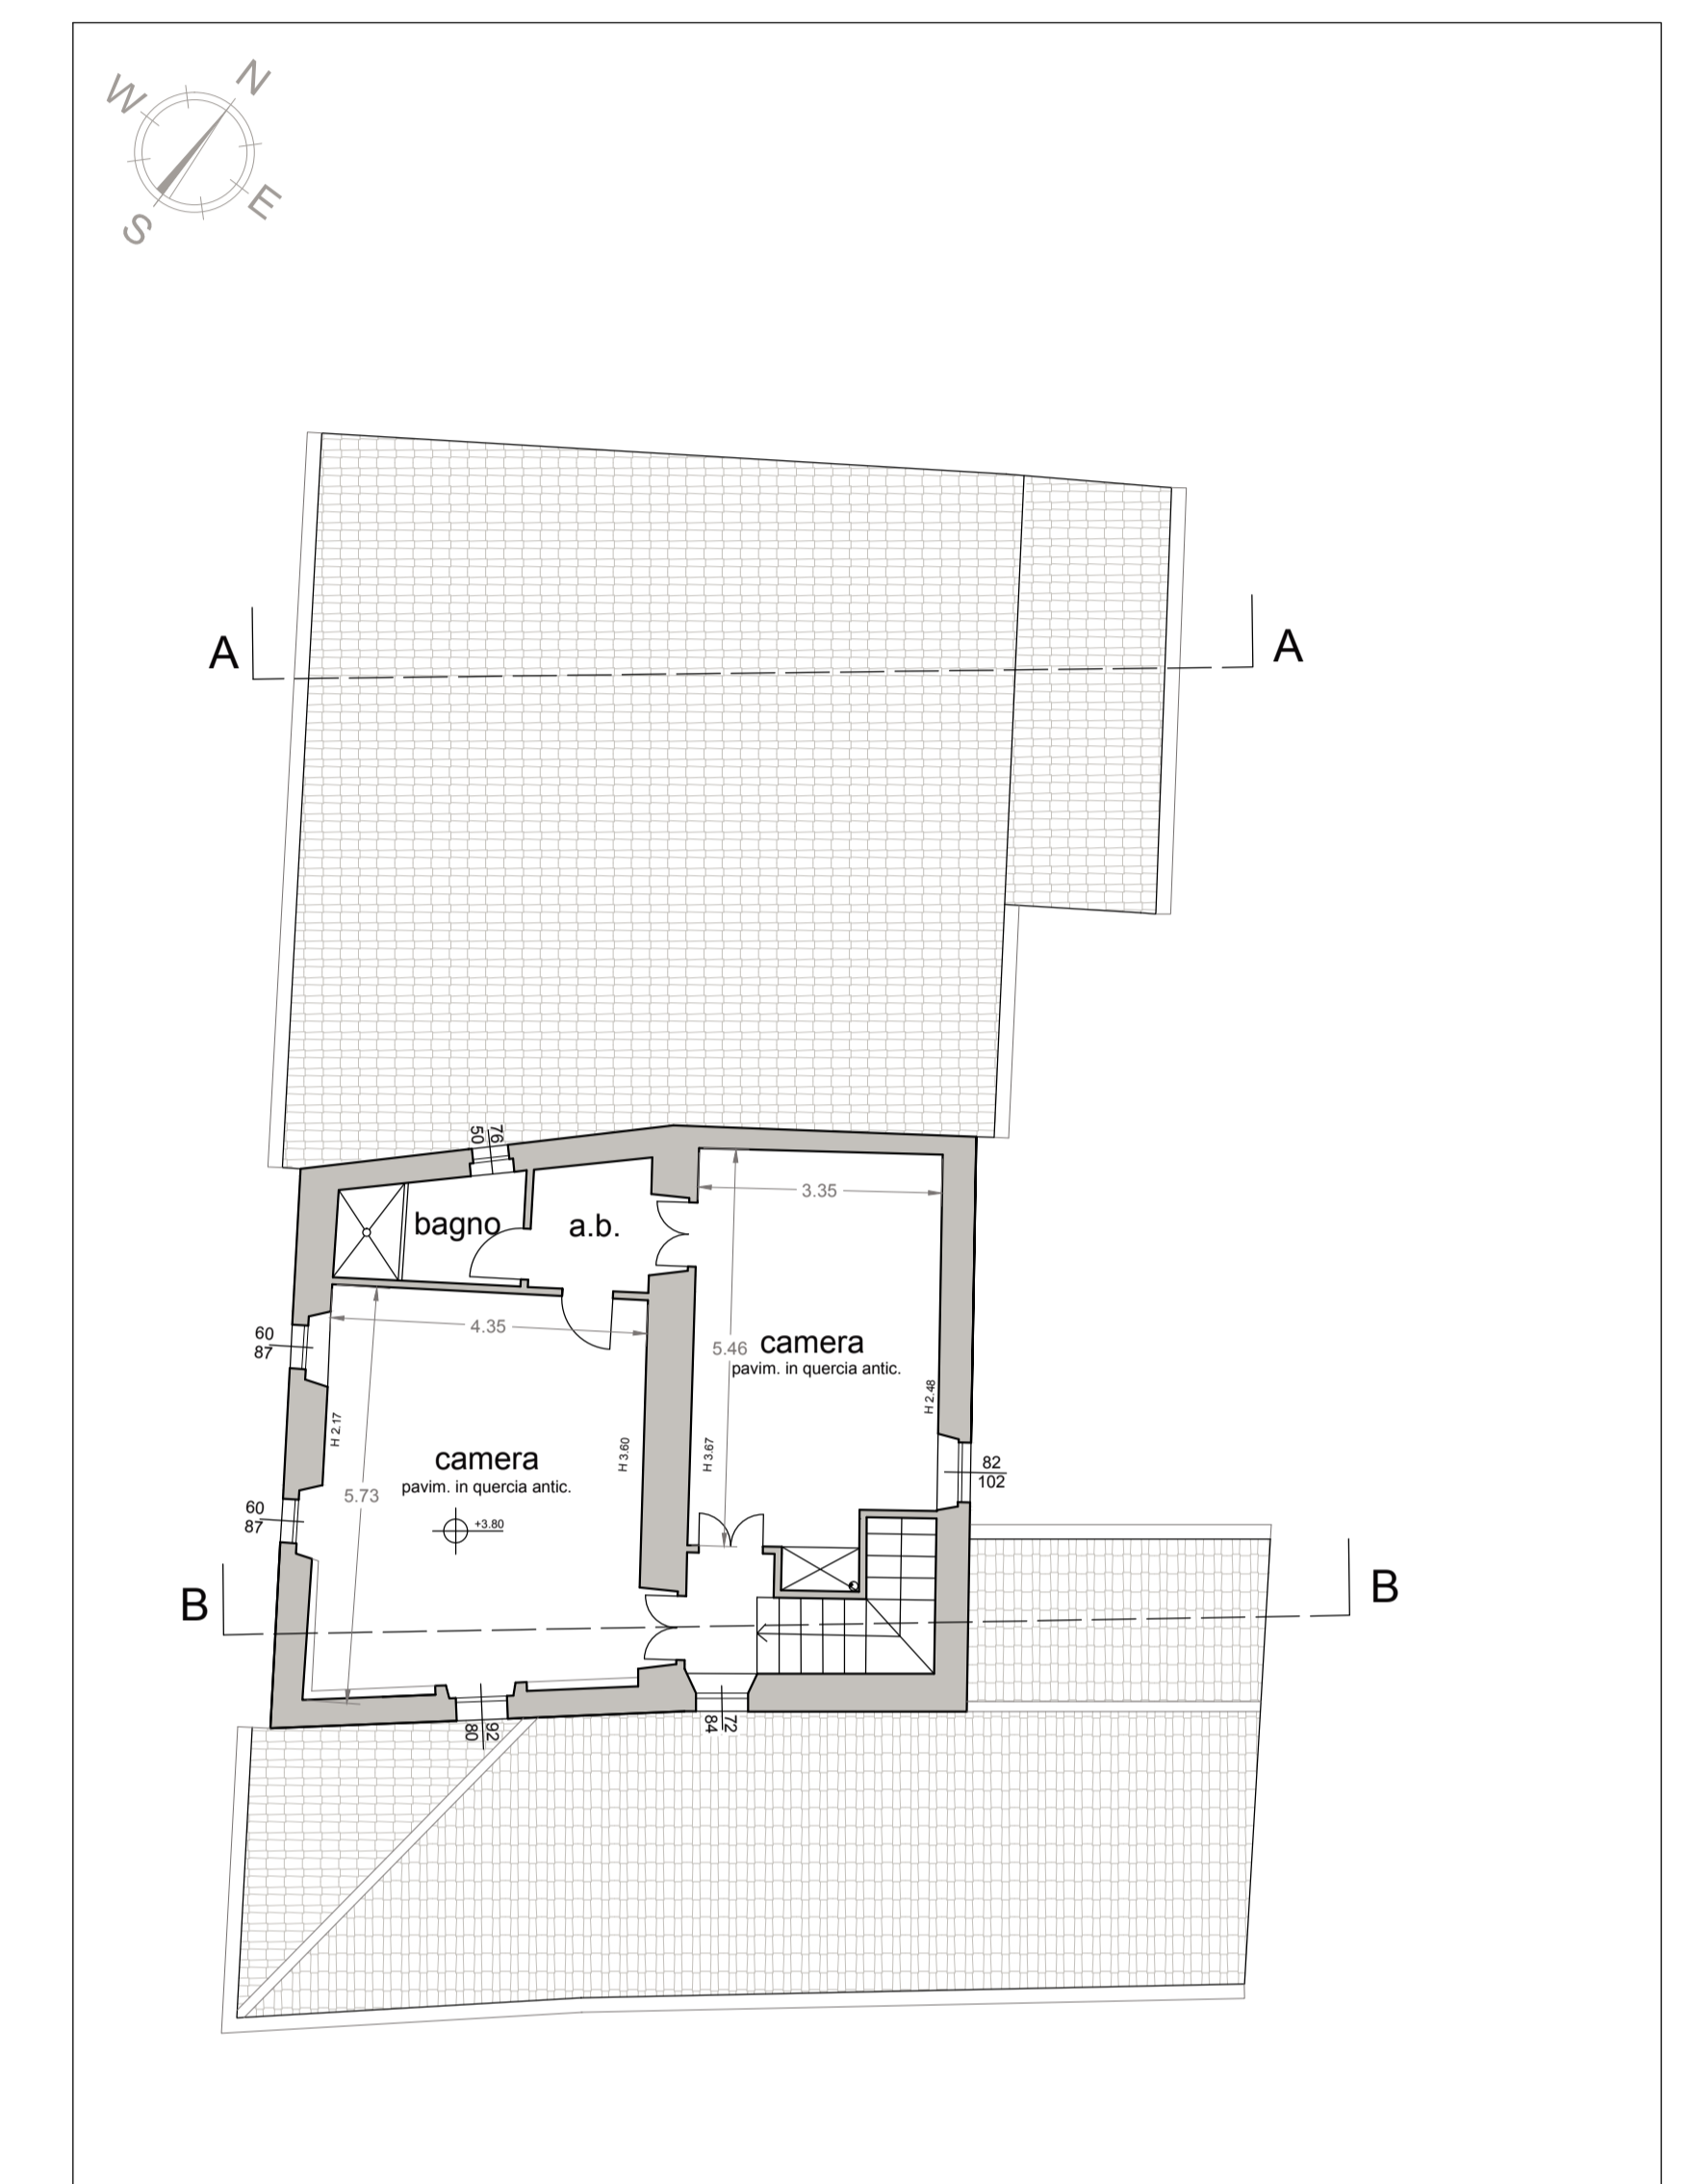 N
W
E
S
A
A
76
50
3.35
bagno
a.b.
4.35
60
87
5.46
camera
pavim. in quercia antic.
H 2.48
H 2.17
H 3.60
H 3.67
camera
pavim. in quercia antic.
82
102
5.73
60
87
+3.80
B
B
92
80
72
84